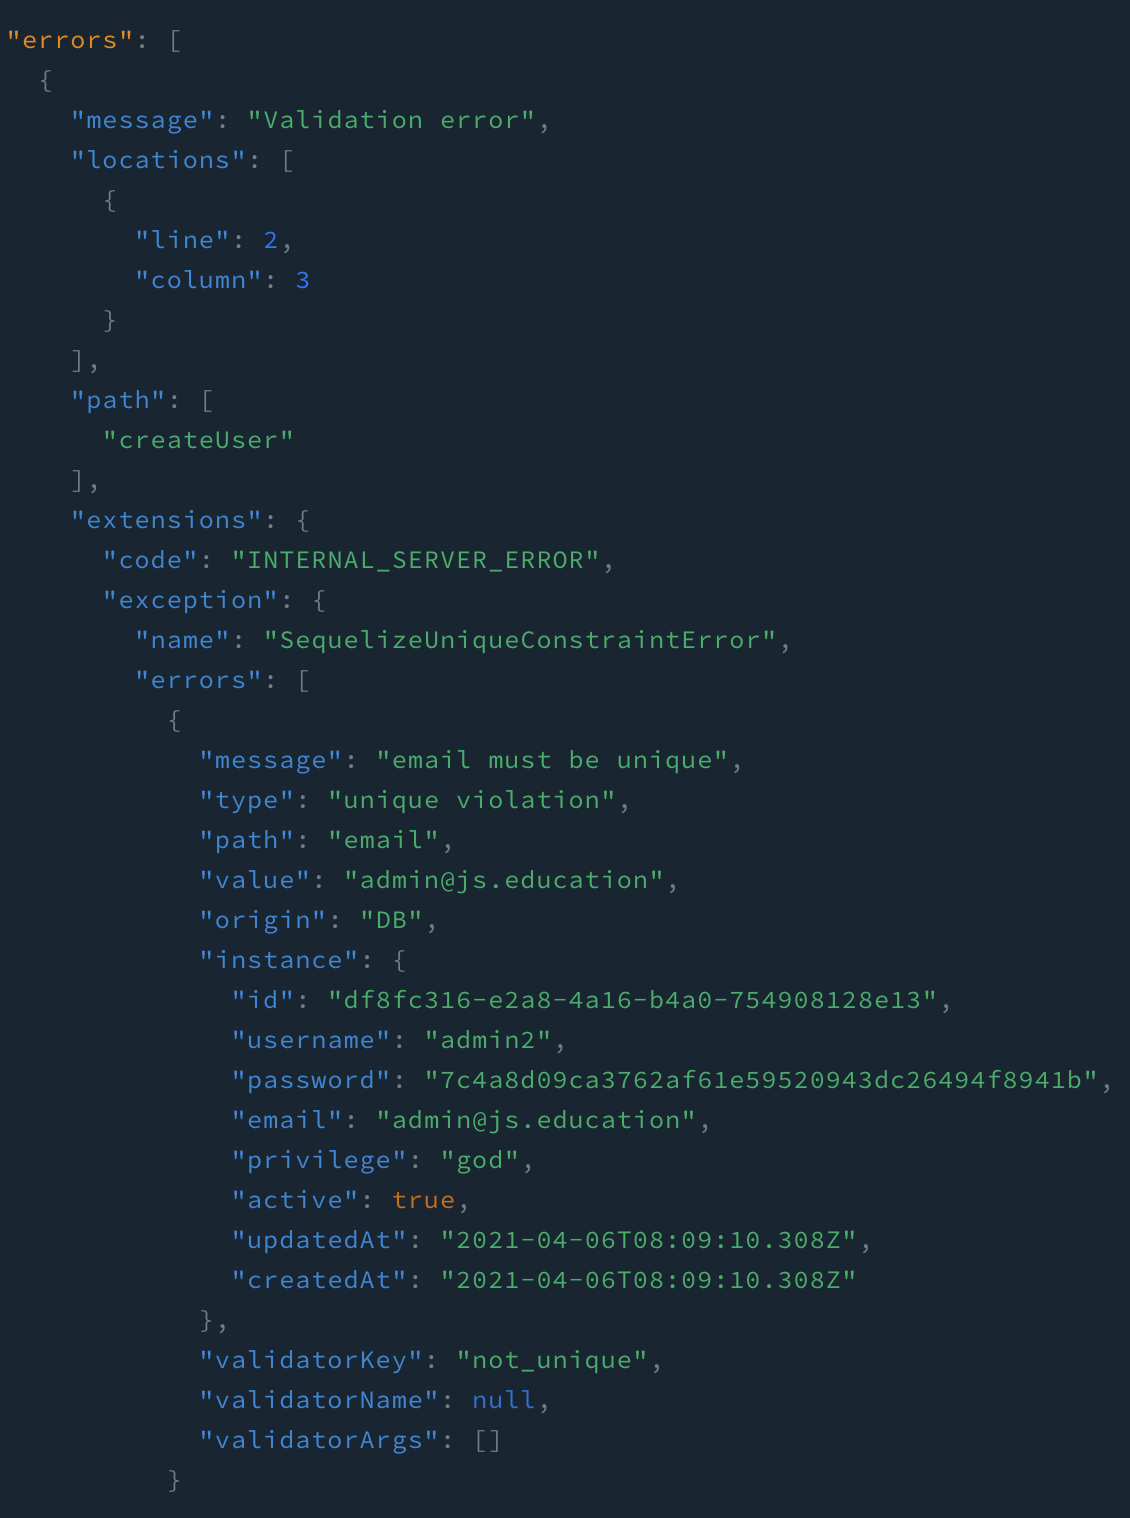 "errors": [
{
"message": "Validation error",
"locations": [
{
"line": 2,
"column": 3
}
],
"path": [
"createUser"
],
"extensions": {
"code": "INTERNAL_SERVER_ERROR",
"exception": {
"name": "SequelizeUniqueConstraintError",
"errors": [
{
"message": "email must be unique",
"type": "unique violation",
"path": "email",
"value": "admin@js.education",
"origin": "DB",
"instance": {
"id": "df8fc316-e2a8-4a16-b4a0-754908128e13",
"username": "admin2",
"password": "7c4a8d09ca3762af61e59520943dc26494f8941b",
"email": "admin@js.education",
"privilege": "god",
"active": true,
"updatedAt": "2021-04-06T08:09:10.308Z",
"createdAt": "2021-04-06T08:09:10.308Z"
},
"validatorKey": "not_unique",
"validatorName": null,
"validatorArgs": []
}